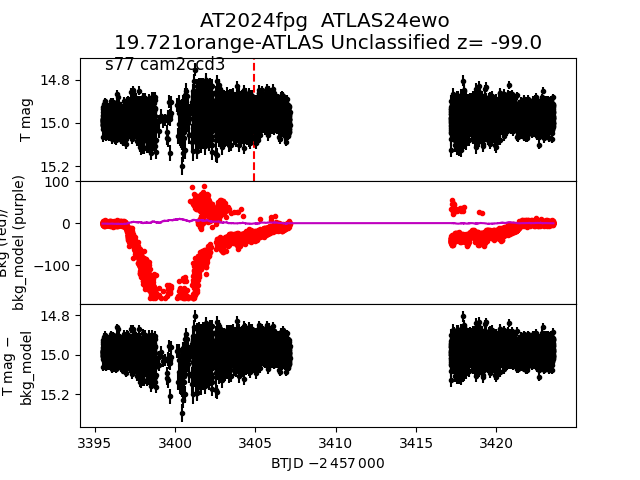 AT2024fpg  ATLAS24ewo
19.721orange-ATLAS Unclassified z= -99.0
s77 cam2ccd3
14.8
15.0
15.2
T mag
100
0
−100
Bkg (red)/
bkg_model (purple)
14.8
15.0
15.2
T mag −
bkg_model
3395
3400
3405
3410
3415
3420
BTJD −2 457 000